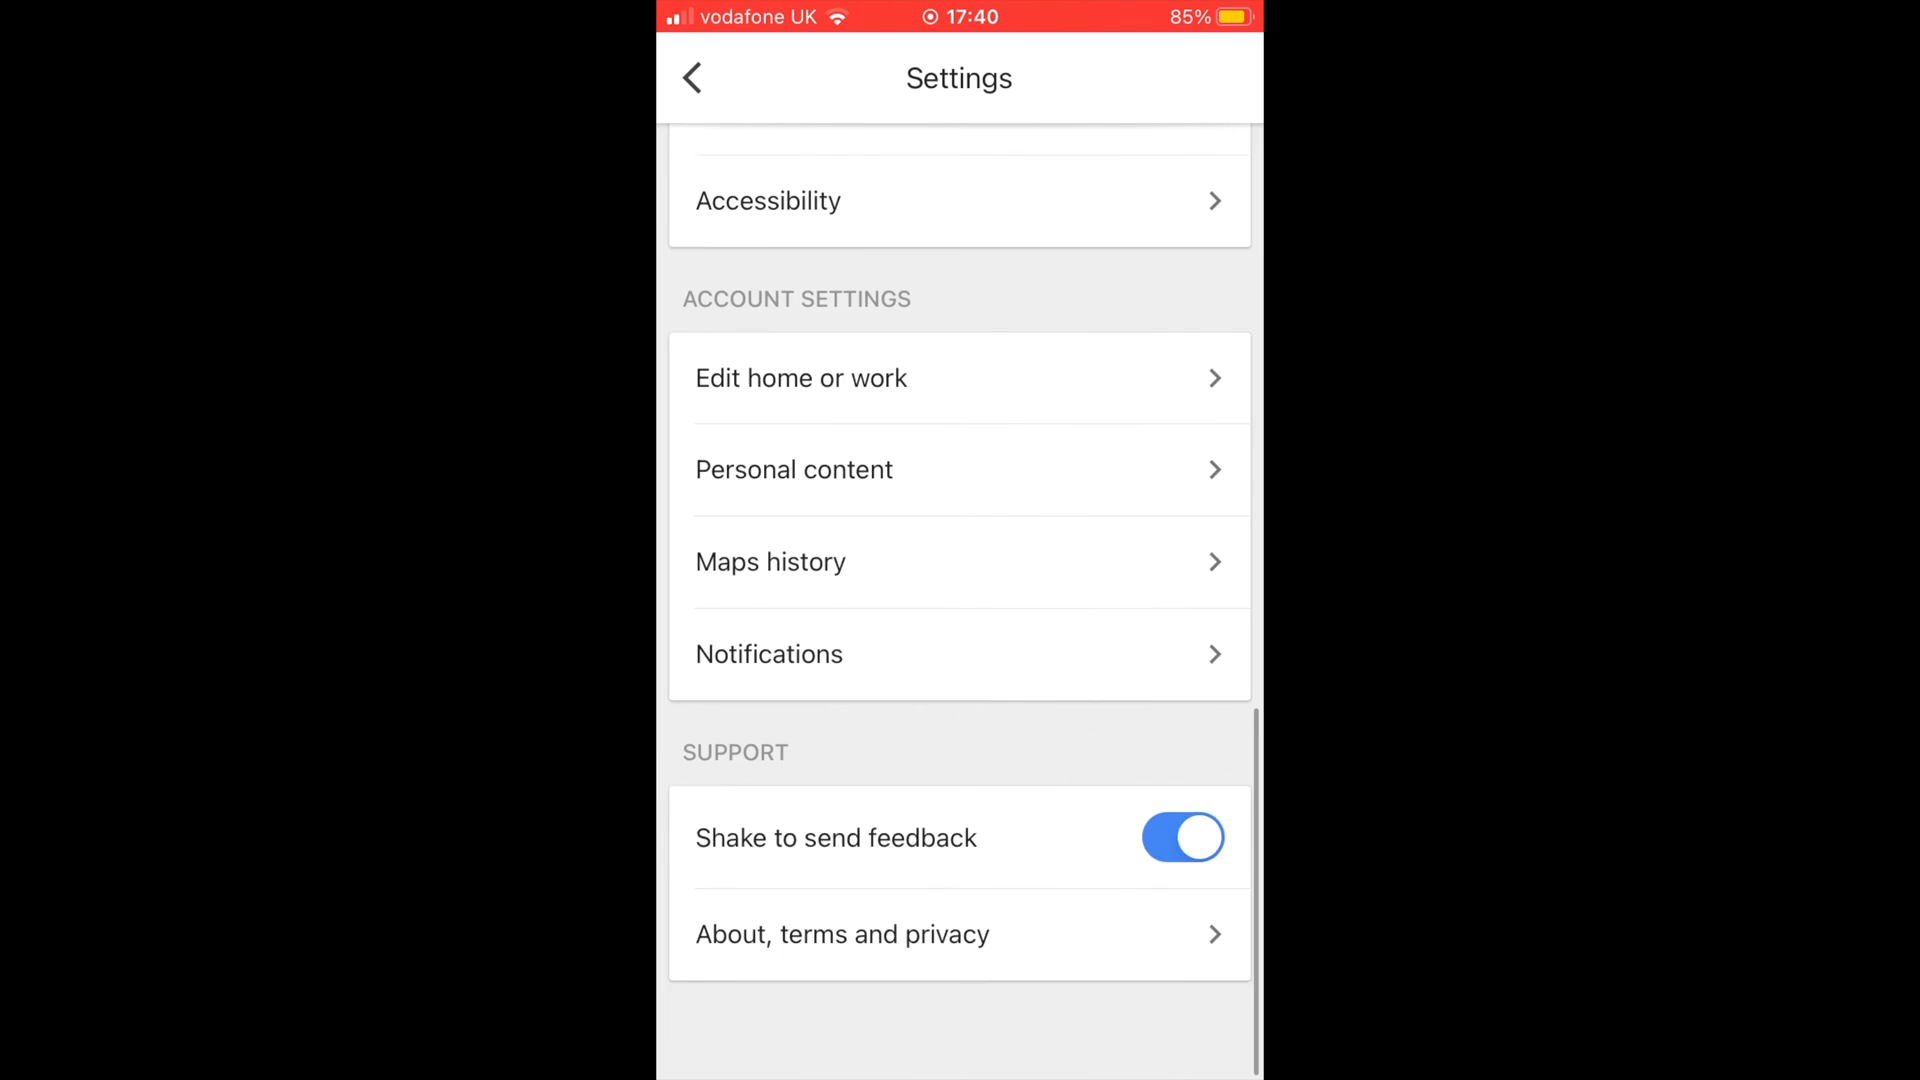 vodafone UK 17:40 85%
Settings
Accessibility
ACCOUNT SETTINGS
Edit home or work
Personal content
Maps history
Notifications
SUPPORT
Shake to send feedback
About, terms and privacy